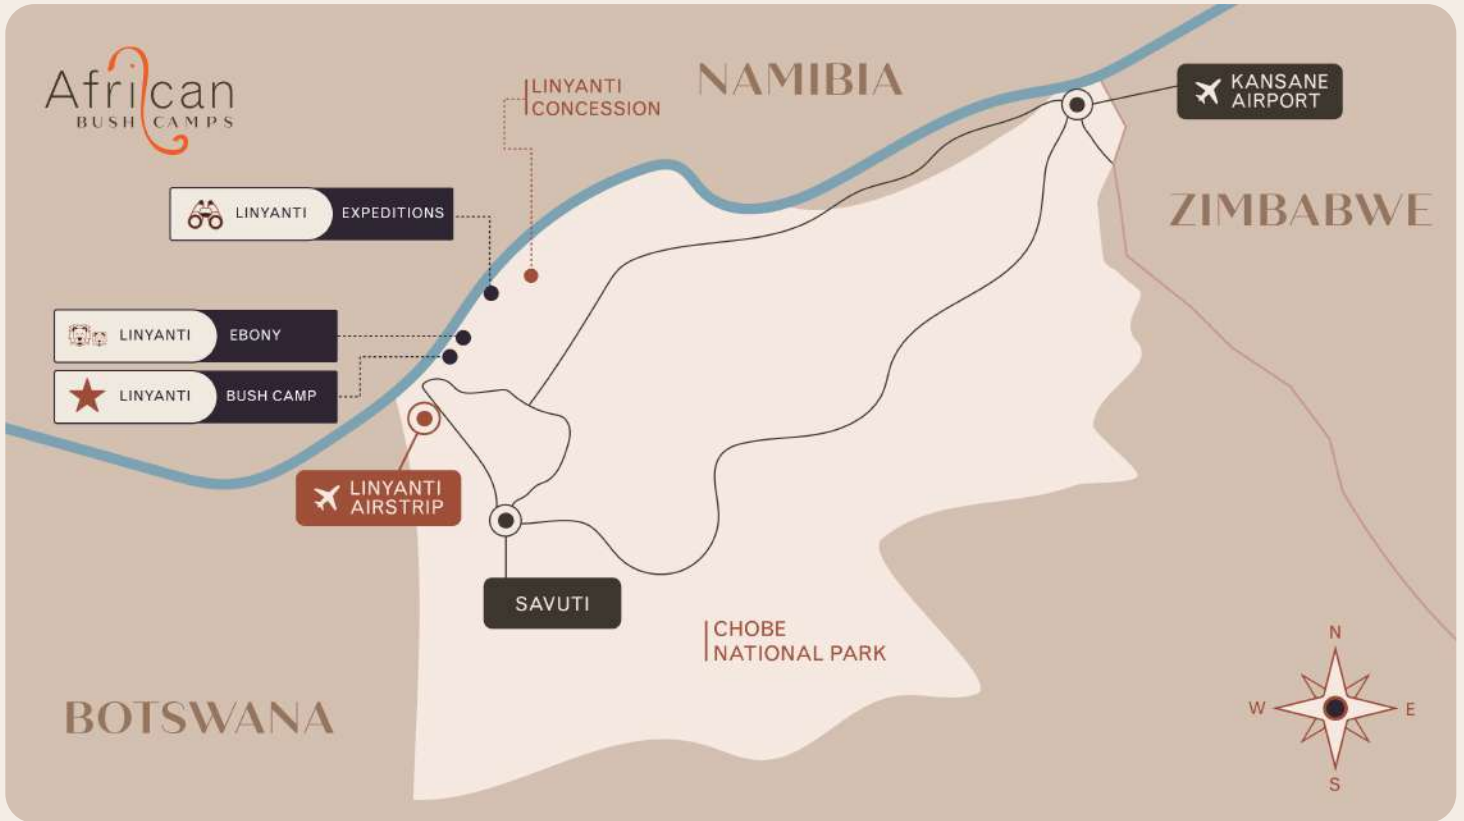 African
BUSH CAMPS
LINYANTI
CONCESSION
NAMIBIA
KANSANE
AIRPORT
ZIMBABWE
LINYANTI EXPEDITIONS
LINYANTI EBONY
LINYANTI BUSH CAMP
LINYANTI
AIRSTRIP
SAVUTI
CHOBE
NATIONAL PARK
BOTSWANA
N
W
E
S